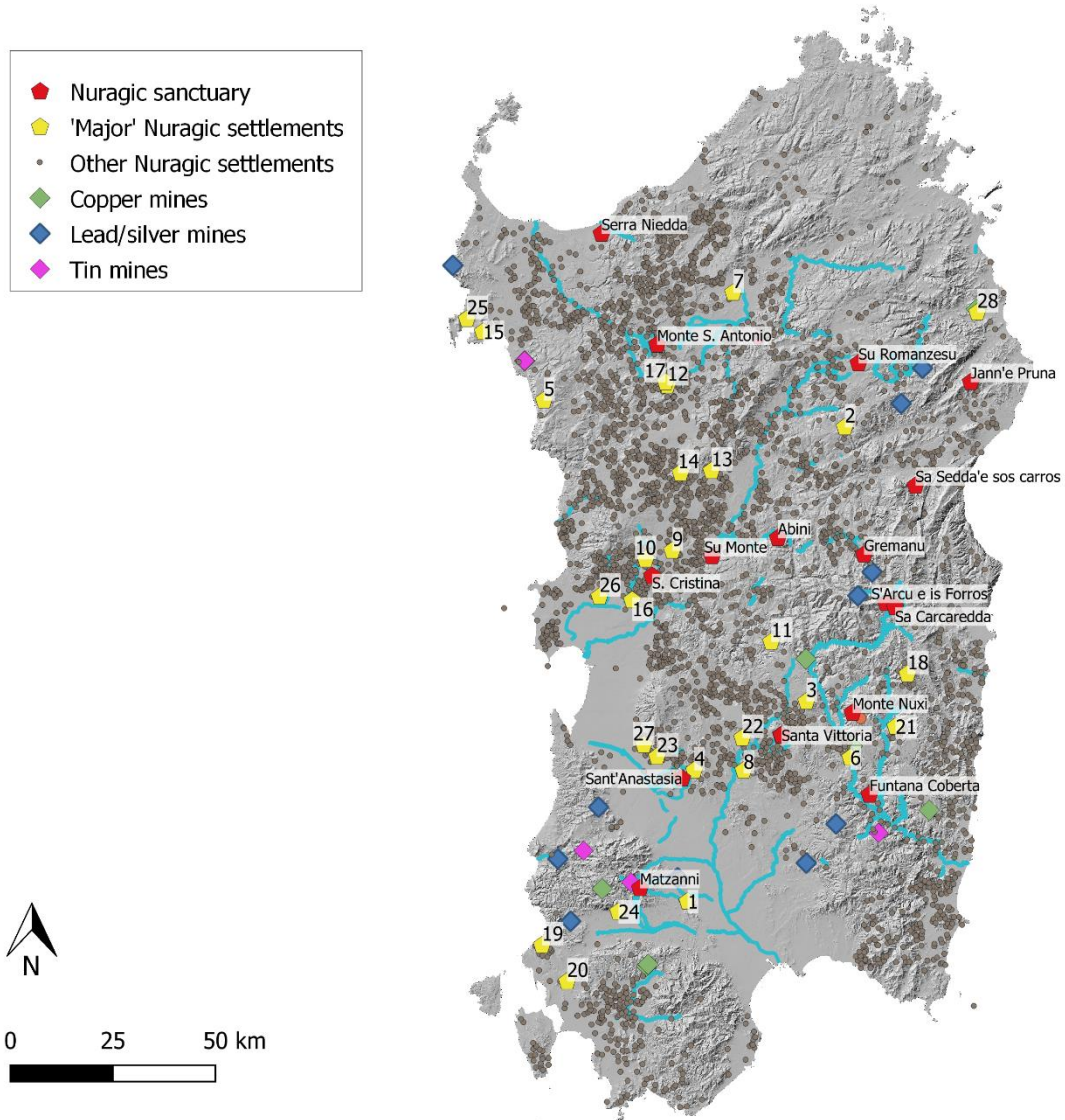 Nuragic sanctuary
'Major' Nuragic settlements
Other Nuragic settlements
Copper mines
Lead/silver mines
Tin mines
Serra Niedda
7
25
28
15
Monte S. Antonio
Su Romanzesu
17 12
Jann'e Pruna
5
2
14 13
Sa Sedda'e sos carros
Abini
9
Su Monte
Gremanu
10
S. Cristina
26
16
S'Arcu e is Forros
Sa Carcaredda
11
18
3
Monte Nuxi
21
22
Santa Vittoria
27
23
4
8
6
Sant'Anastasia
Funtana Coberta
Matzanni
1
24
19
20
N
0 25 50 km